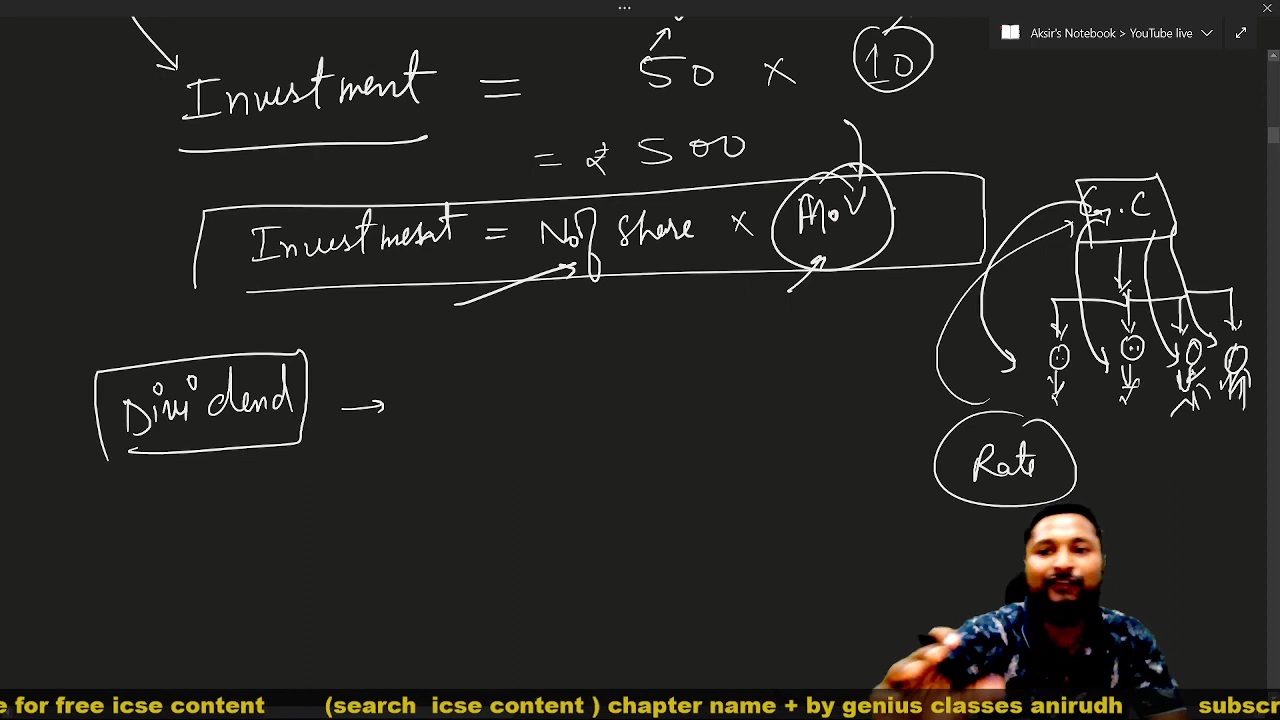 Aksir's Notebook > YouTube live
Investment = 50 × 10
= ₹ 500
Investment = No of Share × M.V
Dividend →
Rate
e for free icse content (search icse content ) chapter name + by genius classes anirudh subscr